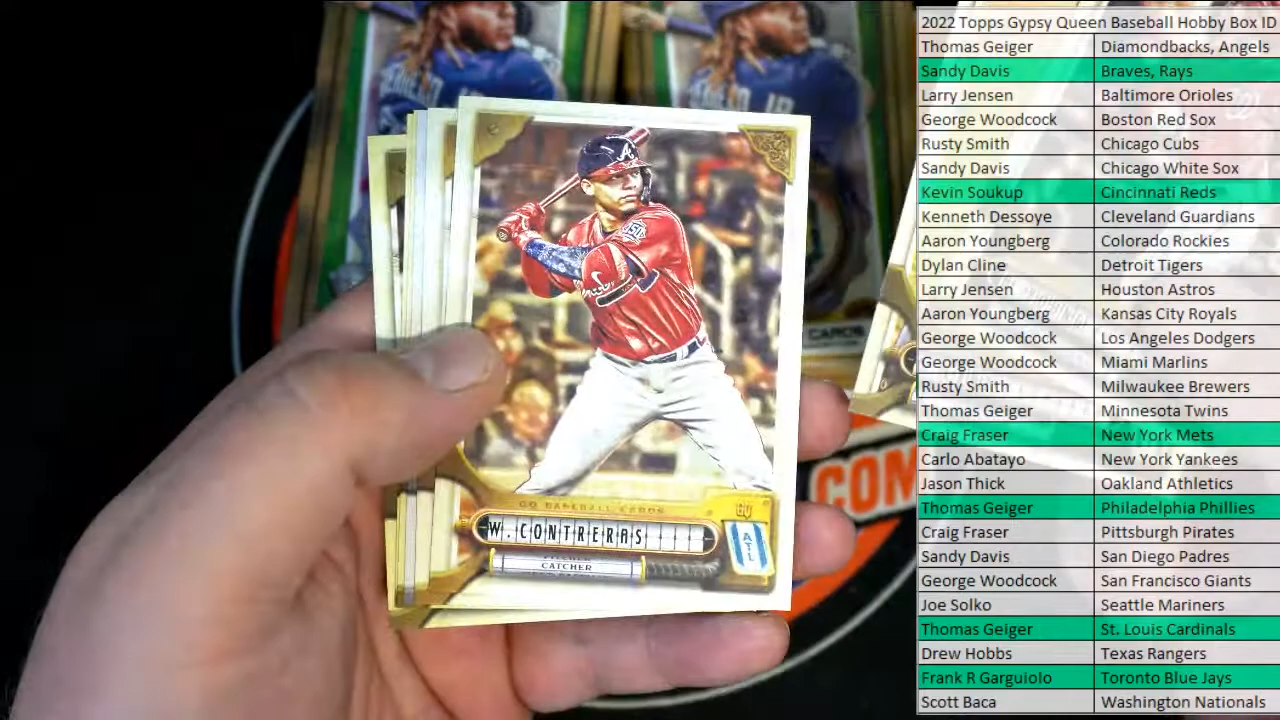 W. CONTRERAS
CATCHER
GQ BASEBALL CARDS
ATL
COM
CARDS
2022 Topps Gypsy Queen Baseball Hobby Box ID
Thomas Geiger Diamondbacks, Angels
Sandy Davis Braves, Rays
Larry Jensen Baltimore Orioles
George Woodcock Boston Red Sox
Rusty Smith Chicago Cubs
Sandy Davis Chicago White Sox
Kevin Soukup Cincinnati Reds
Kenneth Dessoye Cleveland Guardians
Aaron Youngberg Colorado Rockies
Dylan Cline Detroit Tigers
Larry Jensen Houston Astros
Aaron Youngberg Kansas City Royals
George Woodcock Los Angeles Dodgers
George Woodcock Miami Marlins
Rusty Smith Milwaukee Brewers
Thomas Geiger Minnesota Twins
Craig Fraser New York Mets
Carlo Abatayo New York Yankees
Jason Thick Oakland Athletics
Thomas Geiger Philadelphia Phillies
Craig Fraser Pittsburgh Pirates
Sandy Davis San Diego Padres
George Woodcock San Francisco Giants
Joe Solko Seattle Mariners
Thomas Geiger St. Louis Cardinals
Drew Hobbs Texas Rangers
Frank R Garguiolo Toronto Blue Jays
Scott Baca Washington Nationals